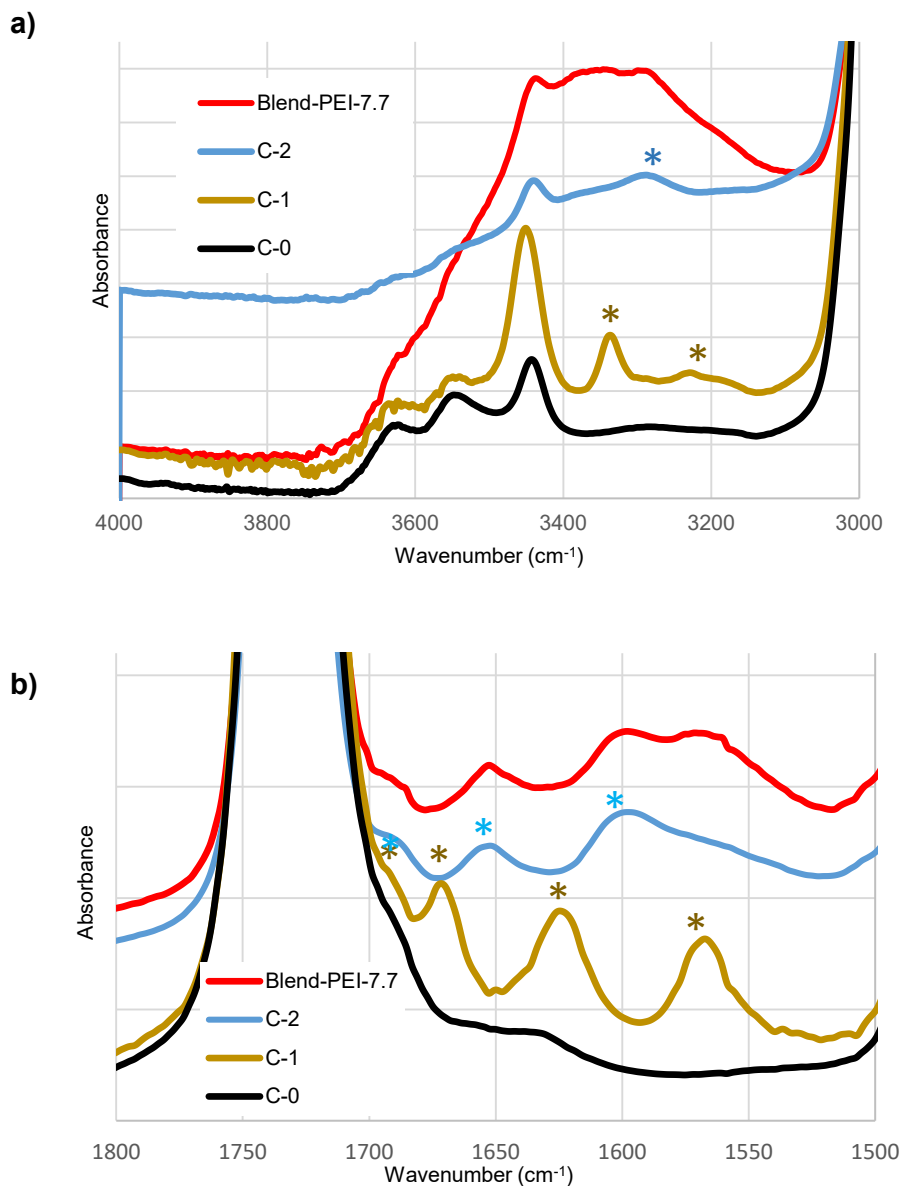 a)
Blend-PEI-7.7
C-2
C-1
C-0
*
*
*
Absorbance
4000 3800 3600 3400 3200 3000
Wavenumber (cm-1)
b)
*
*
*
*
*
*
*
Absorbance
Blend-PEI-7.7
C-2
C-1
C-0
1800 1750 1700 1650 1600 1550 1500
Wavenumber (cm-1)